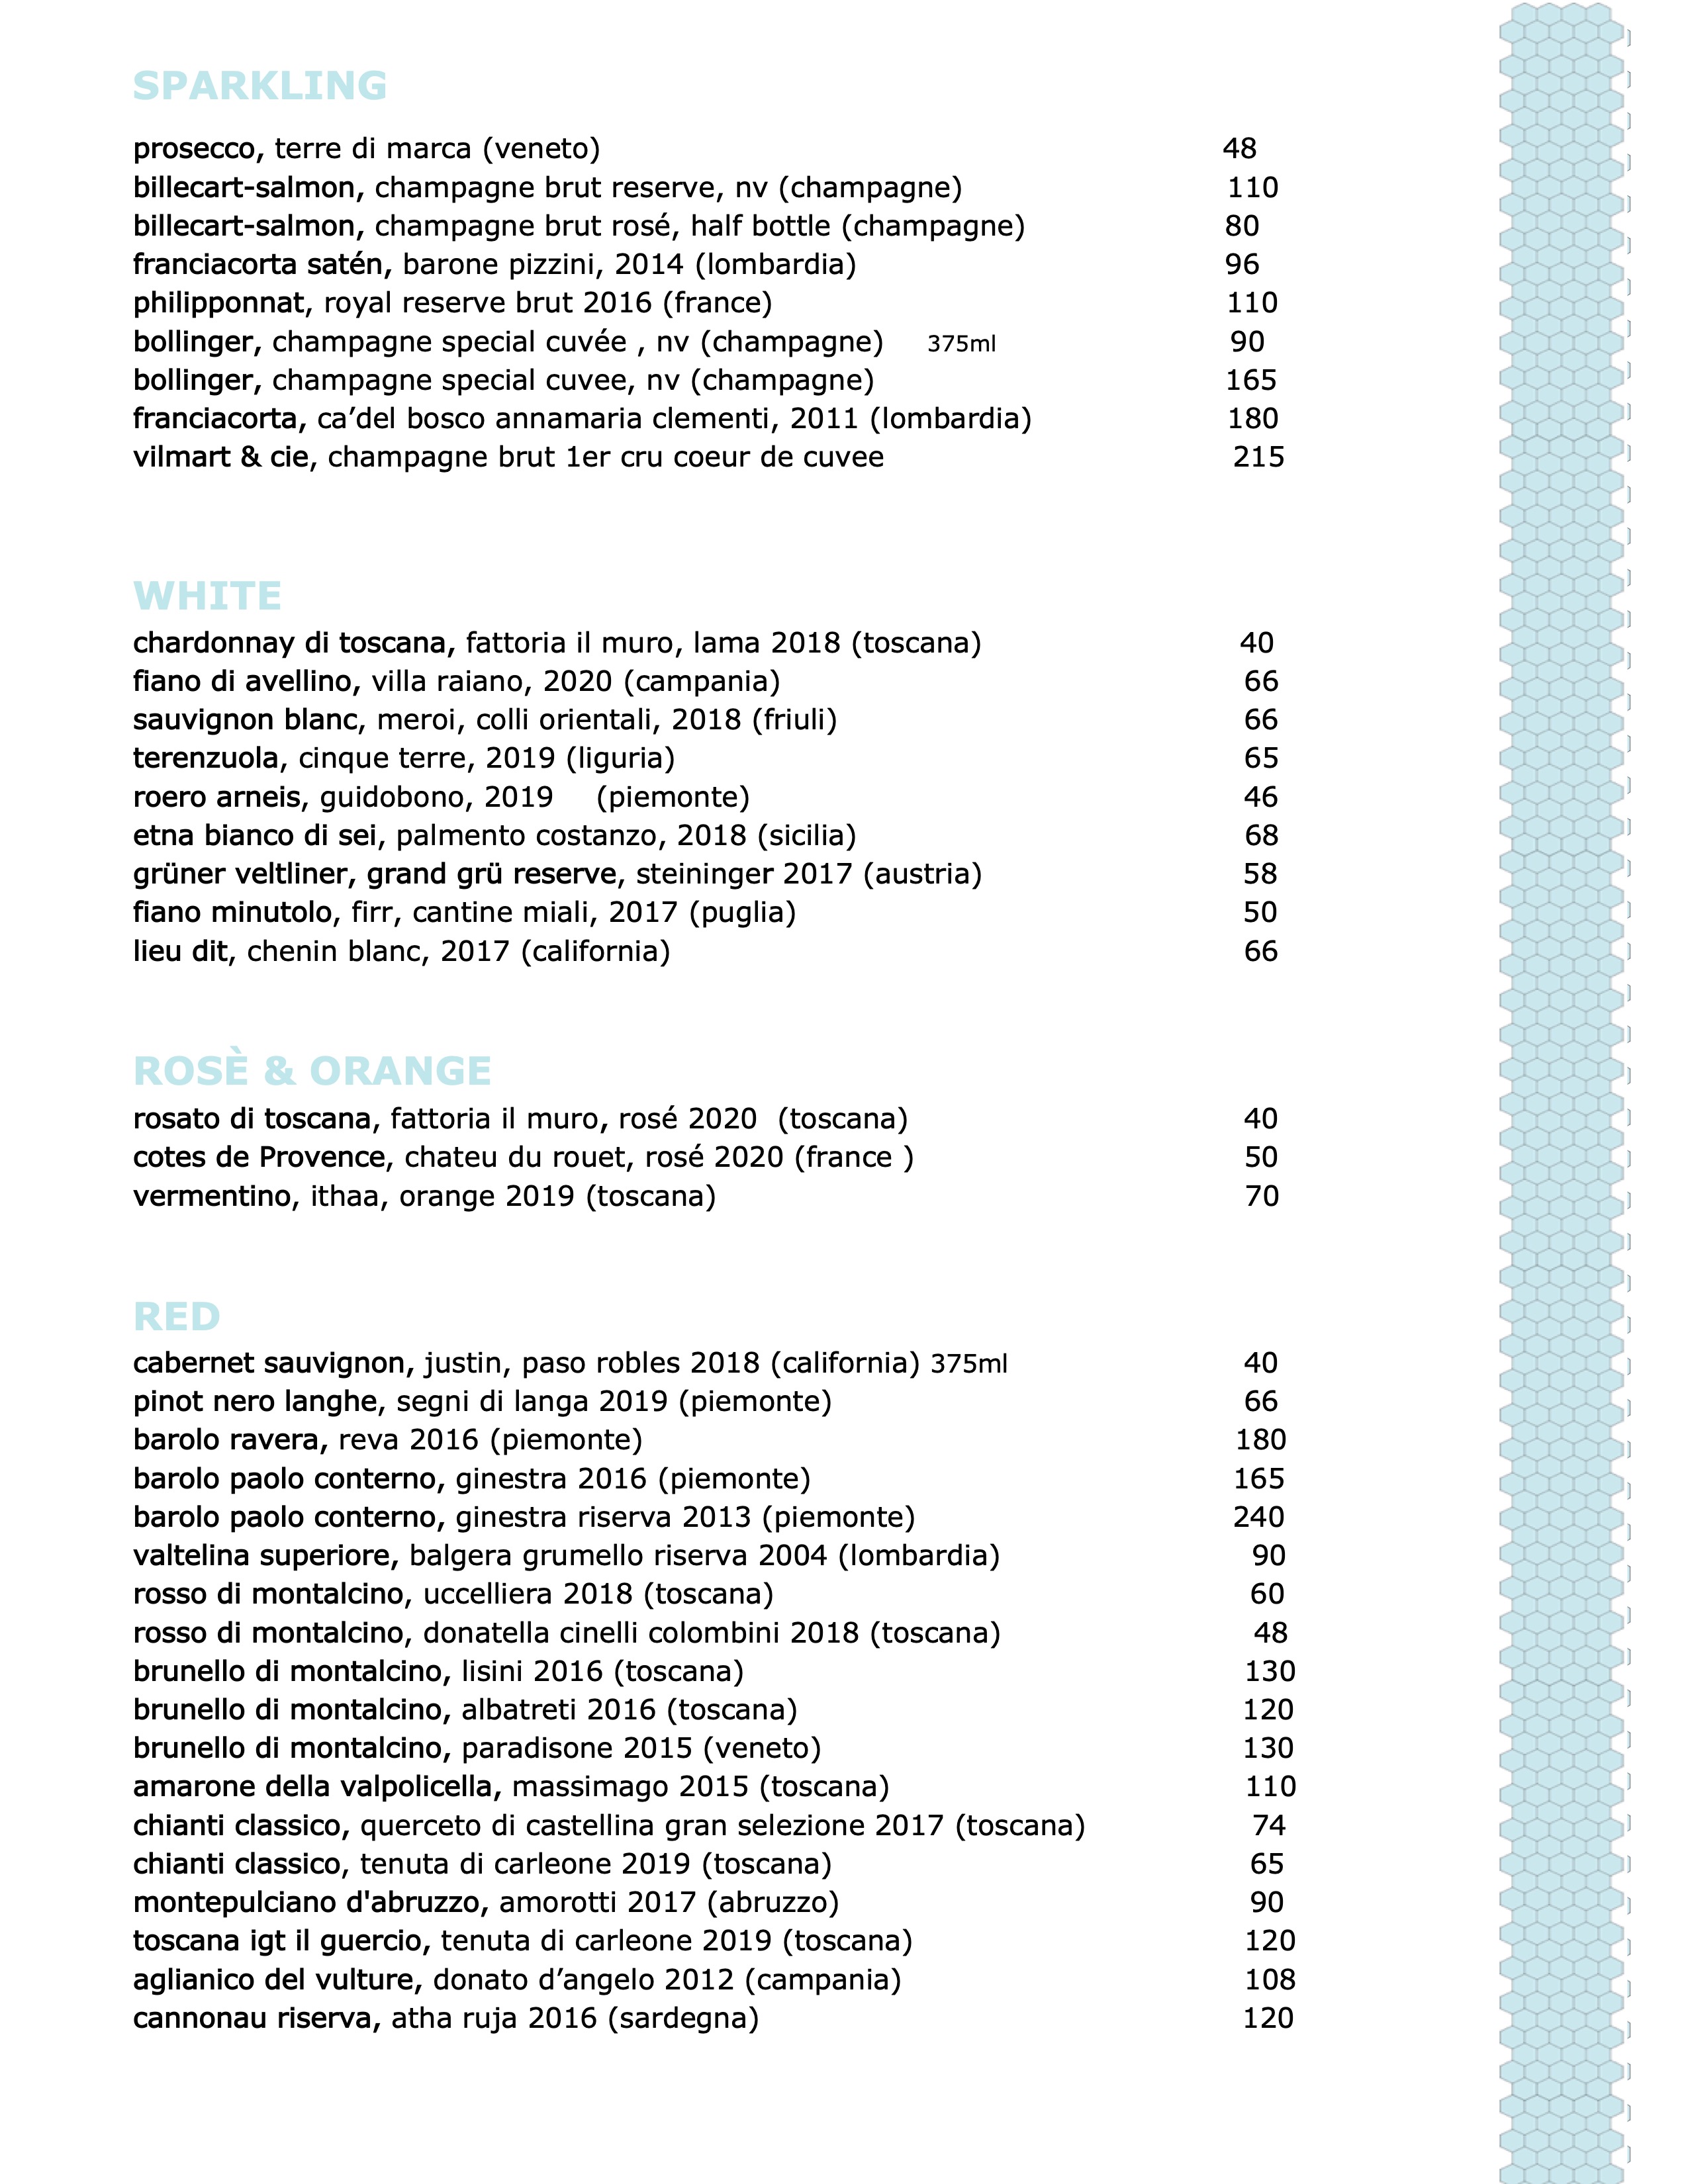 SPARKLING
prosecco, terre di marca (veneto) 48
billecart-salmon, champagne brut reserve, nv (champagne) 110
billecart-salmon, champagne brut rosé, half bottle (champagne) 80
franciacorta satén, barone pizzini, 2014 (lombardia) 96
philipponnat, royal reserve brut 2016 (france) 110
bollinger, champagne special cuvée , nv (champagne) 375ml 90
bollinger, champagne special cuvee, nv (champagne) 165
franciacorta, ca’del bosco annamaria clementi, 2011 (lombardia) 180
vilmart & cie, champagne brut 1er cru coeur de cuvee 215
WHITE
chardonnay di toscana, fattoria il muro, lama 2018 (toscana) 40
fiano di avellino, villa raiano, 2020 (campania) 66
sauvignon blanc, meroi, colli orientali, 2018 (friuli) 66
terenzuola, cinque terre, 2019 (liguria) 65
roero arneis, guidobono, 2019 (piemonte) 46
etna bianco di sei, palmento costanzo, 2018 (sicilia) 68
grüner veltliner, grand grü reserve, steininger 2017 (austria) 58
fiano minutolo, firr, cantine miali, 2017 (puglia) 50
lieu dit, chenin blanc, 2017 (california) 66
ROSÈ & ORANGE
rosato di toscana, fattoria il muro, rosé 2020 (toscana) 40
cotes de Provence, chateu du rouet, rosé 2020 (france ) 50
vermentino, ithaa, orange 2019 (toscana) 70
RED
cabernet sauvignon, justin, paso robles 2018 (california) 375ml 40
pinot nero langhe, segni di langa 2019 (piemonte) 66
barolo ravera, reva 2016 (piemonte) 180
barolo paolo conterno, ginestra 2016 (piemonte) 165
barolo paolo conterno, ginestra riserva 2013 (piemonte) 240
valtelina superiore, balgera grumello riserva 2004 (lombardia) 90
rosso di montalcino, uccelliera 2018 (toscana) 60
rosso di montalcino, donatella cinelli colombini 2018 (toscana) 48
brunello di montalcino, lisini 2016 (toscana) 130
brunello di montalcino, albatreti 2016 (toscana) 120
brunello di montalcino, paradisone 2015 (veneto) 130
amarone della valpolicella, massimago 2015 (toscana) 110
chianti classico, querceto di castellina gran selezione 2017 (toscana) 74
chianti classico, tenuta di carleone 2019 (toscana) 65
montepulciano d'abruzzo, amorotti 2017 (abruzzo) 90
toscana igt il guercio, tenuta di carleone 2019 (toscana) 120
aglianico del vulture, donato d’angelo 2012 (campania) 108
cannonau riserva, atha ruja 2016 (sardegna) 120